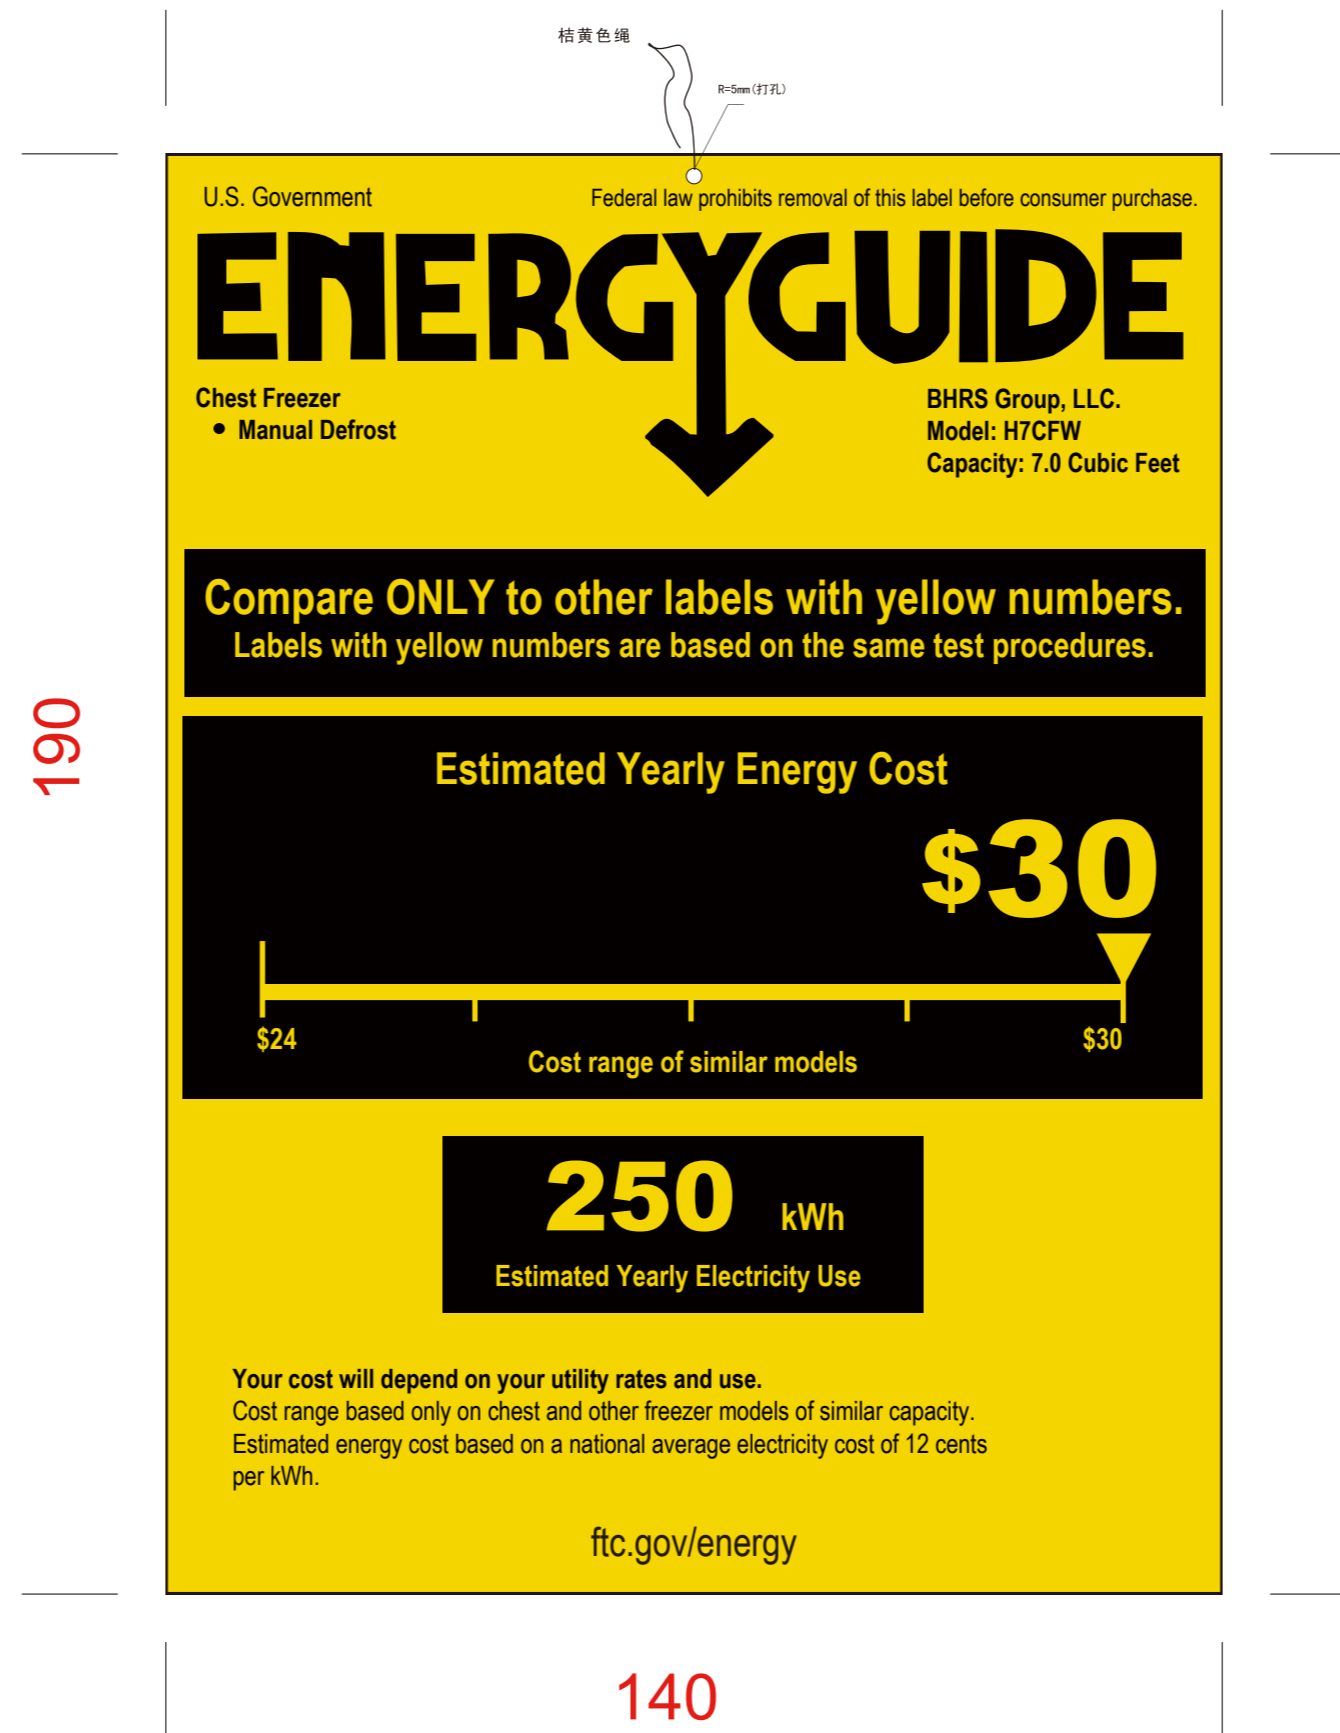 桔黄色绳
R=5mm(打孔)
U.S. Government
Federal law prohibits removal of this label before consumer purchase.
ENERGYGUIDE
Chest Freezer
• Manual Defrost
BHRS Group, LLC.
Model: H7CFW
Capacity: 7.0 Cubic Feet
Compare ONLY to other labels with yellow numbers.
Labels with yellow numbers are based on the same test procedures.
190
Estimated Yearly Energy Cost
$30
$24
$30
Cost range of similar models
250 kWh
Estimated Yearly Electricity Use
Your cost will depend on your utility rates and use.
Cost range based only on chest and other freezer models of similar capacity.
Estimated energy cost based on a national average electricity cost of 12 cents
per kWh.
ftc.gov/energy
140